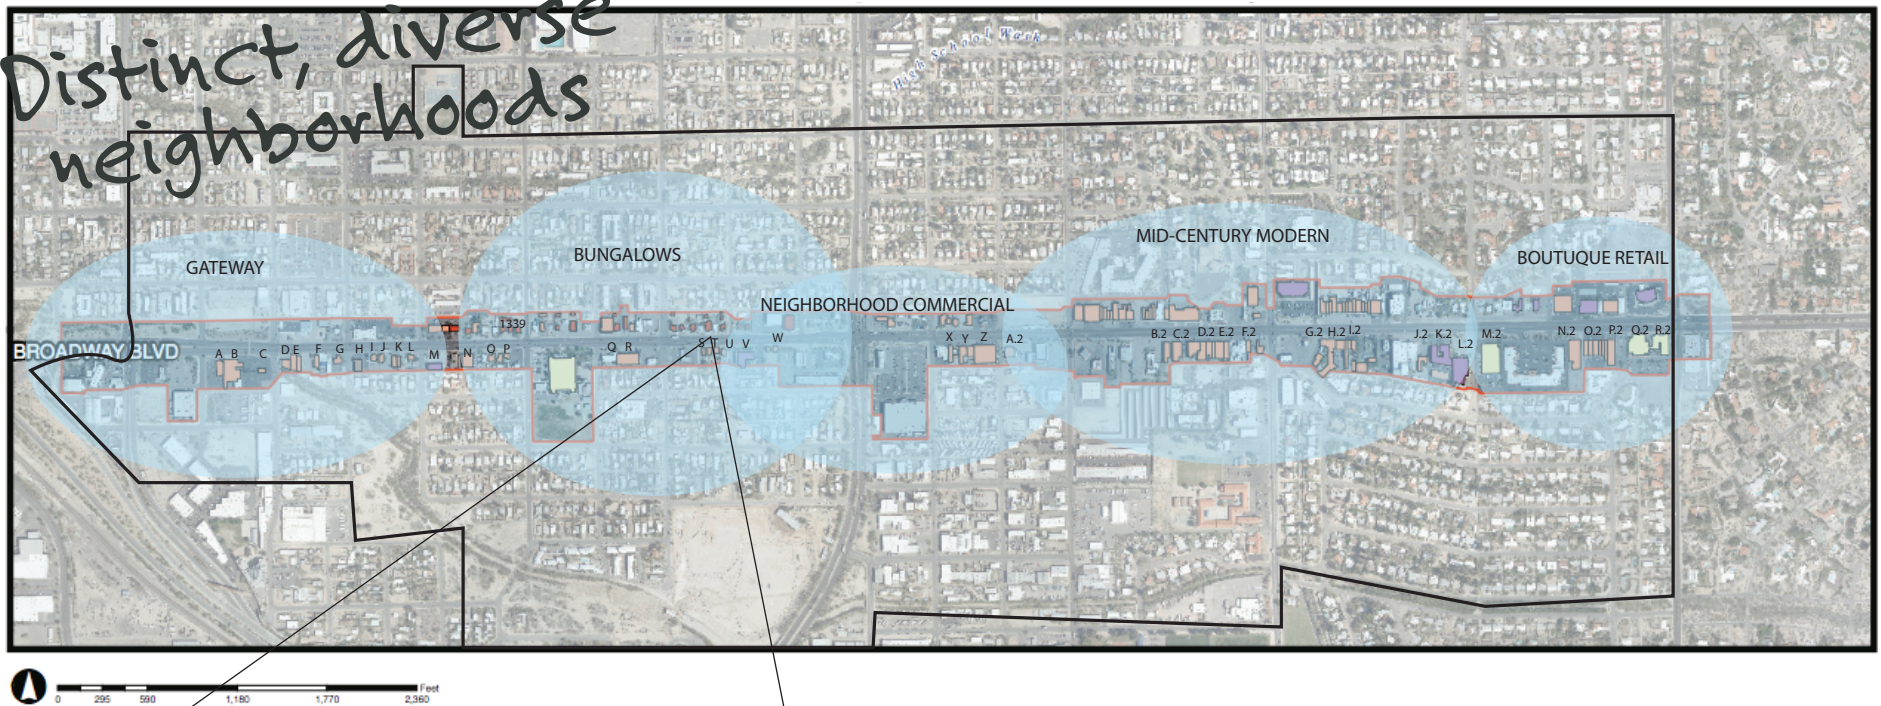 Distinct, diverse
neighborhoods
High School Wash
GATEWAY
BUNGALOWS
NEIGHBORHOOD COMMERCIAL
MID-CENTURY MODERN
BOUTUQUE RETAIL
1339
BROADWAY BLVD
A B C D E F G H I J K L M N O P Q R S T U V W X Y Z A.2 B.2 C.2 D.2 E.2 F.2 G.2 H.2 I.2 J.2 K.2 L.2 M.2 N.2 O.2 P.2 Q.2 R.2
Feet
0 295 590 1,180 1,770 2,360